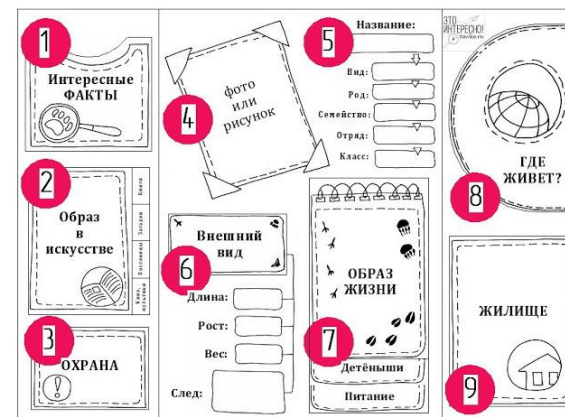 1
Интересные
ФАКТЫ
2
Образ
в
искусстве
Книги
Загадки
Пословицы
Кино,
мультики
3
ОХРАНА
4
фото
или
рисунок
5
Название:
Вид:
Род:
Семейство:
Отряд:
Класс:
6
Внешний
вид
Длина:
Рост:
Вес:
След:
7
ОБРАЗ
ЖИЗНИ
Детёныши
Питание
ЭТО
ИНТЕРЕСНО!
8
ГДЕ
ЖИВЕТ?
9
ЖИЛИЩЕ